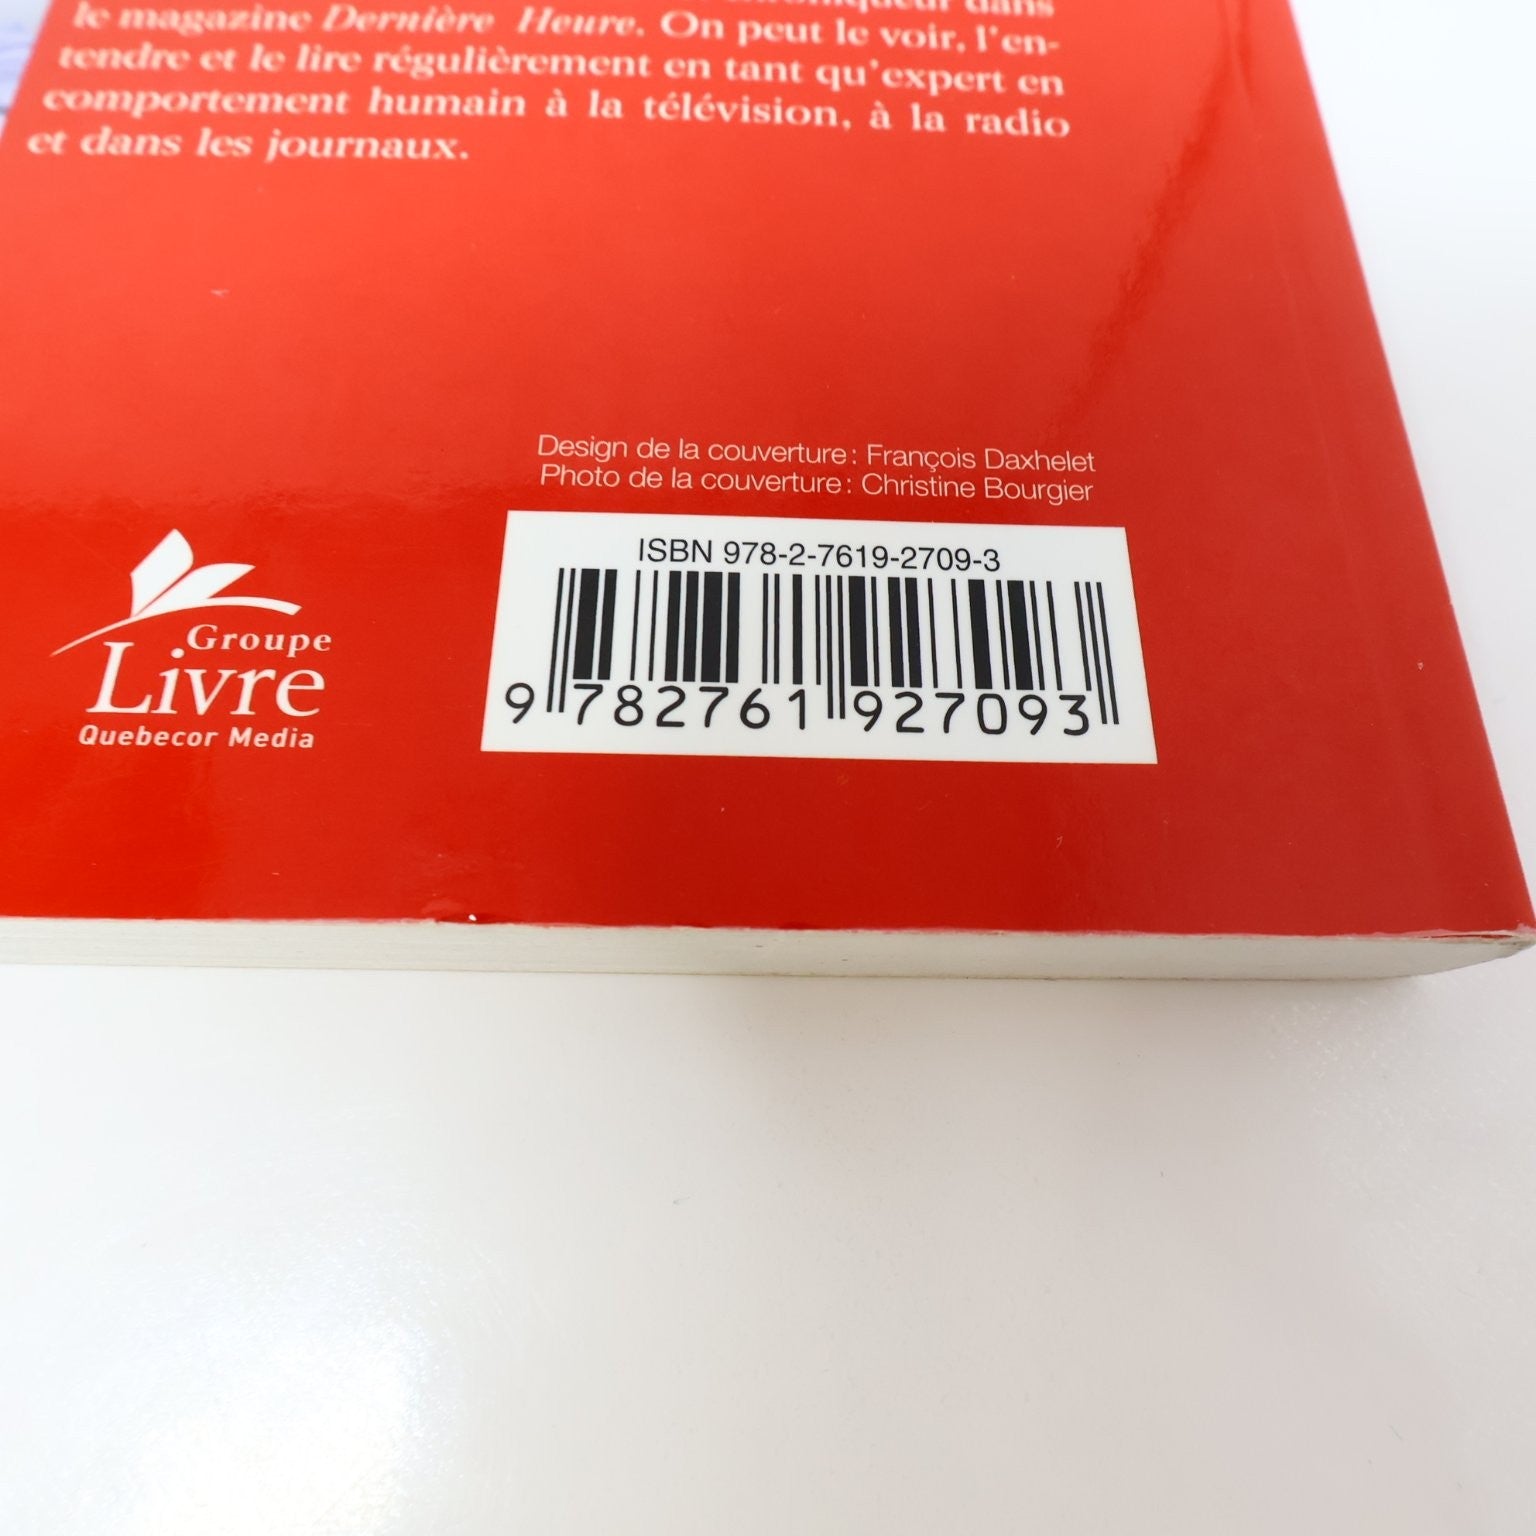 chroniqueur dans
le magazine Dernière Heure. On peut le voir, l'en-
tendre et le lire régulièrement en tant qu'expert en
comportement humain à la télévision, à la radio
et dans les journaux.
Design de la couverture : François Daxhelet
Photo de la couverture : Christine Bourgier
ISBN 978-2-7619-2709-3
9 782761 927093
Groupe
Livre
Quebecor Media